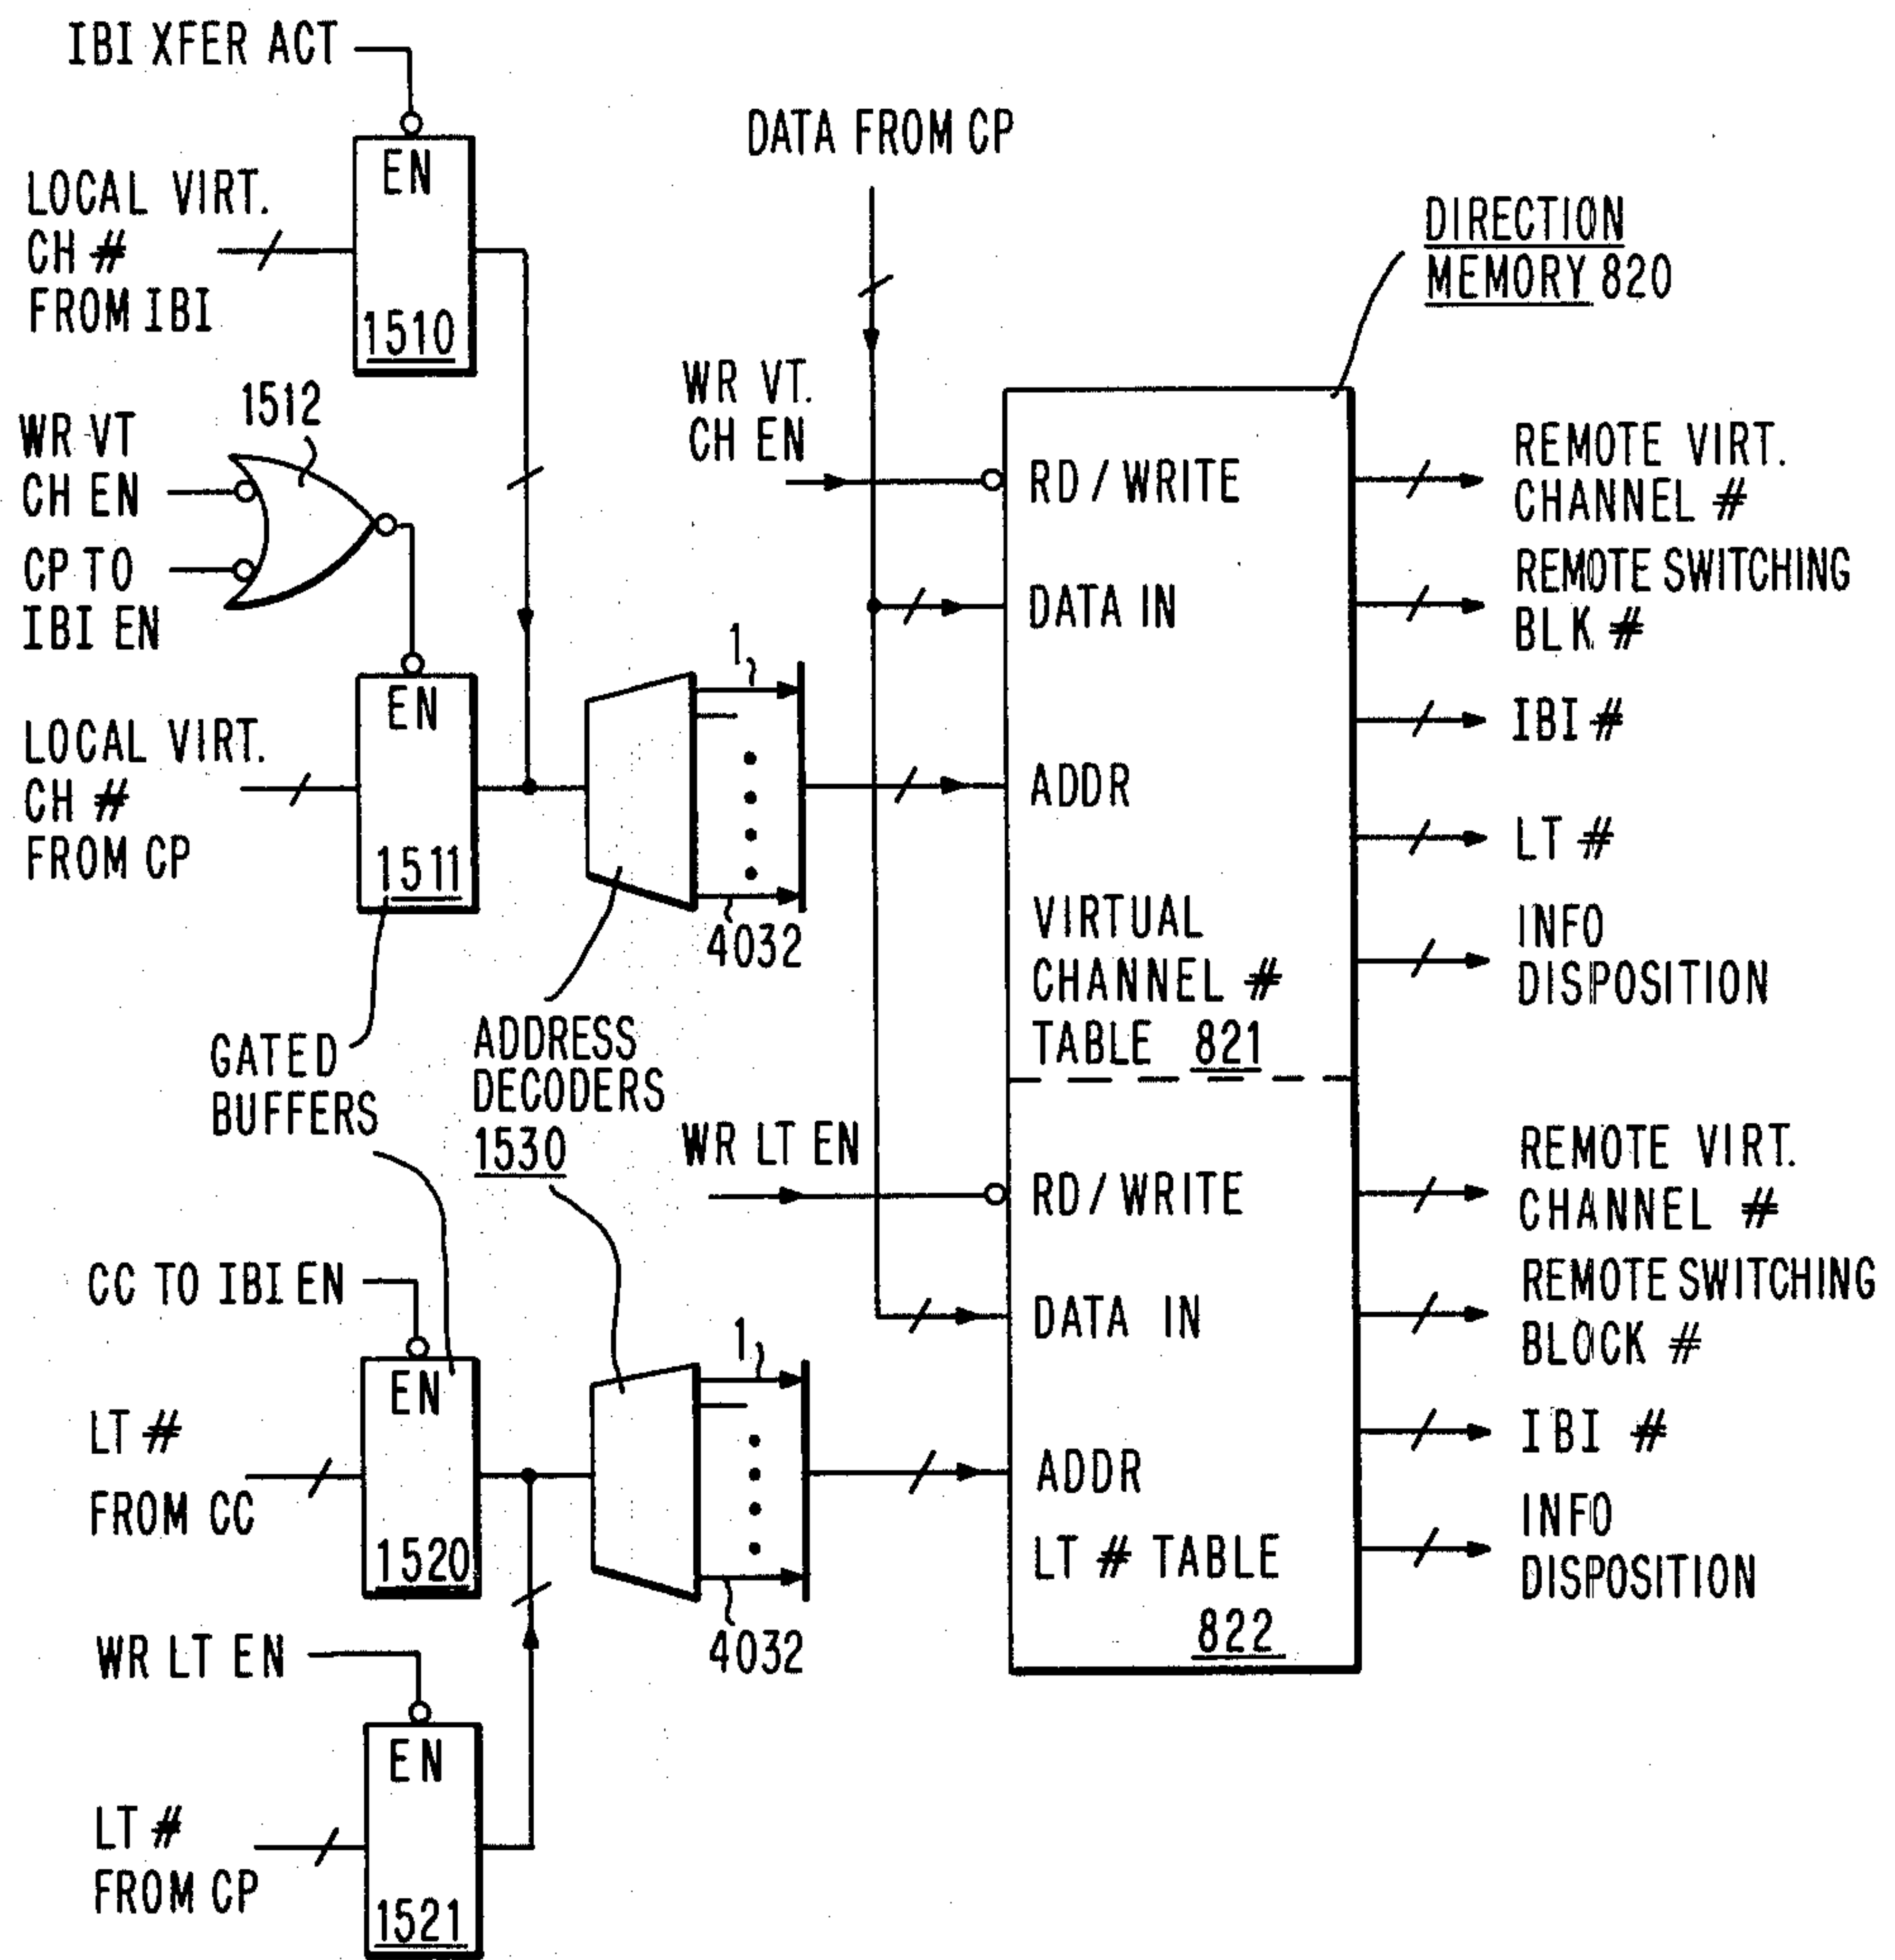 IBI XFER ACT
EN
LOCAL VIRT.
CH #
FROM IBI
1510
DATA FROM CP
DIRECTION
MEMORY 820
1512
WR VT
CH EN
CP TO
IBI EN
WR VT.
CH EN
EN
LOCAL VIRT.
CH #
FROM CP
1511
1
4032
GATED
BUFFERS
ADDRESS
DECODERS
1530
RD / WRITE
DATA IN
ADDR
VIRTUAL
CHANNEL #
TABLE 821
REMOTE VIRT.
CHANNEL #
REMOTE SWITCHING
BLK #
IBI #
LT #
INFO
DISPOSITION
WR LT EN
RD / WRITE
DATA IN
ADDR
LT # TABLE
822
REMOTE VIRT.
CHANNEL #
REMOTE SWITCHING
BLOCK #
IBI #
INFO
DISPOSITION
CC TO IBI EN
EN
LT #
FROM CC
1520
1
4032
WR LT EN
EN
LT #
FROM CP
1521